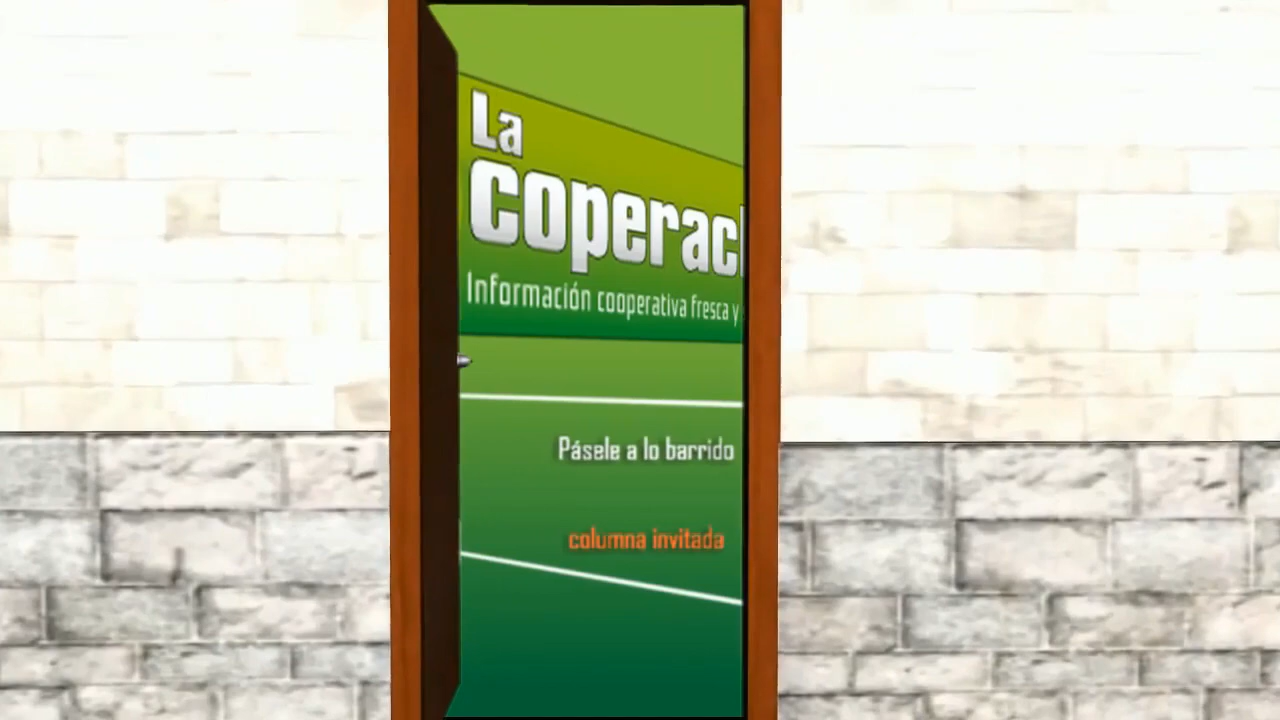 La
Coperac
Información cooperativa fresca y
Pásele a lo barrido
columna invitada